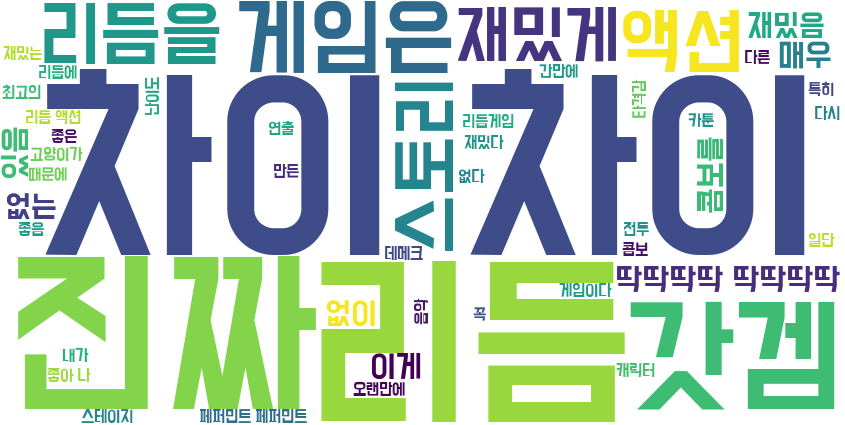 리듬을 게임은 재밌게 액션 재밌음
재밌는 다른 매우
리듬에 간만에
최고의 난이도 타격감 특히
리듬 액션 다시
좋은 연출 리듬게임 카툰
있음 고양이가 재밌다 콤보를
때문에 만든 없다
차이 차이
스토리
없는
좋음 전투 일단
데메크 콤보
진짜 리듬 딱딱딱딱 딱딱딱딱
게임이다
없이 음악 꼭 갓겜
내가 이게 캐릭터
좋아 나 오랜만에
스테이지 페퍼민트 페퍼민트